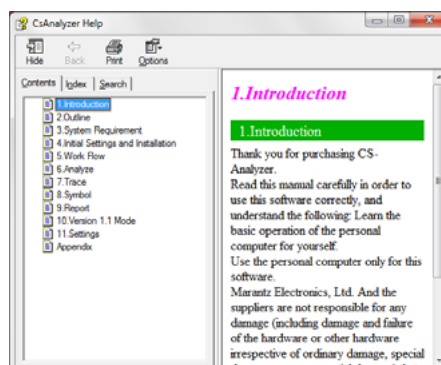 CsAnalyzer Help
Hide Back Print Options
Contents Index Search
1.Introduction
2.Outline
3.System Requirement
4.Initial Settings and Installation
5.Work Flow
6.Analyze
7.Trace
8.Symbol
9.Report
10.Version 1.1 Mode
11.Settings
Appendix
1.Introduction
1.Introduction
Thank you for purchasing CS-
Analyzer.
Read this manual carefully in order to
use this software correctly, and
understand the following: Learn the
basic operation of the personal
computer for yourself.
Use the personal computer only for this
software.
Marantz Electronics, Ltd. And the
suppliers are not responsible for any
damage (including damage and failure
of the hardware or other hardware
irrespective of ordinary damage, special